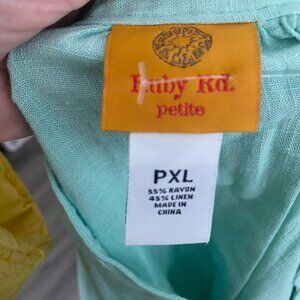 Ruby Rd.
petite
PXL
55% RAYON
45% LINEN
MADE IN
CHINA